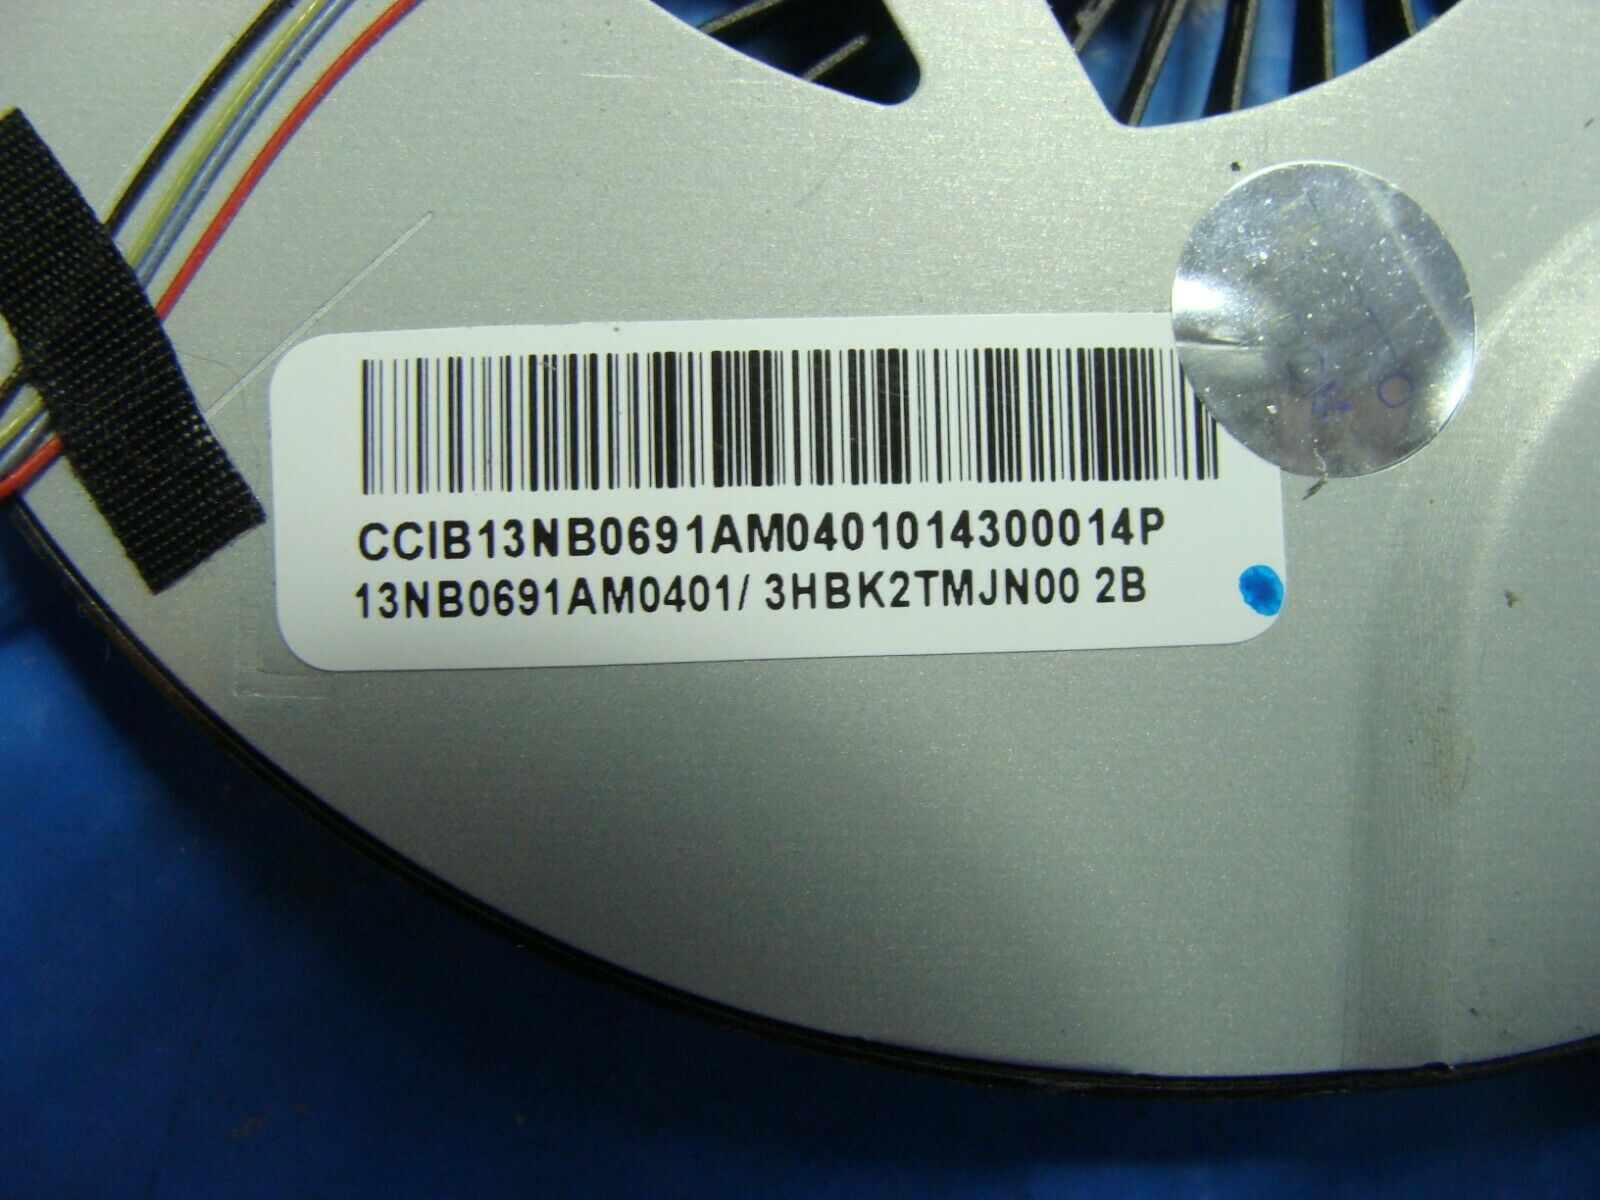 CCIB13NB0691AM0401014300014P
13NB0691AM0401/ 3HBK2TMJN00 2B